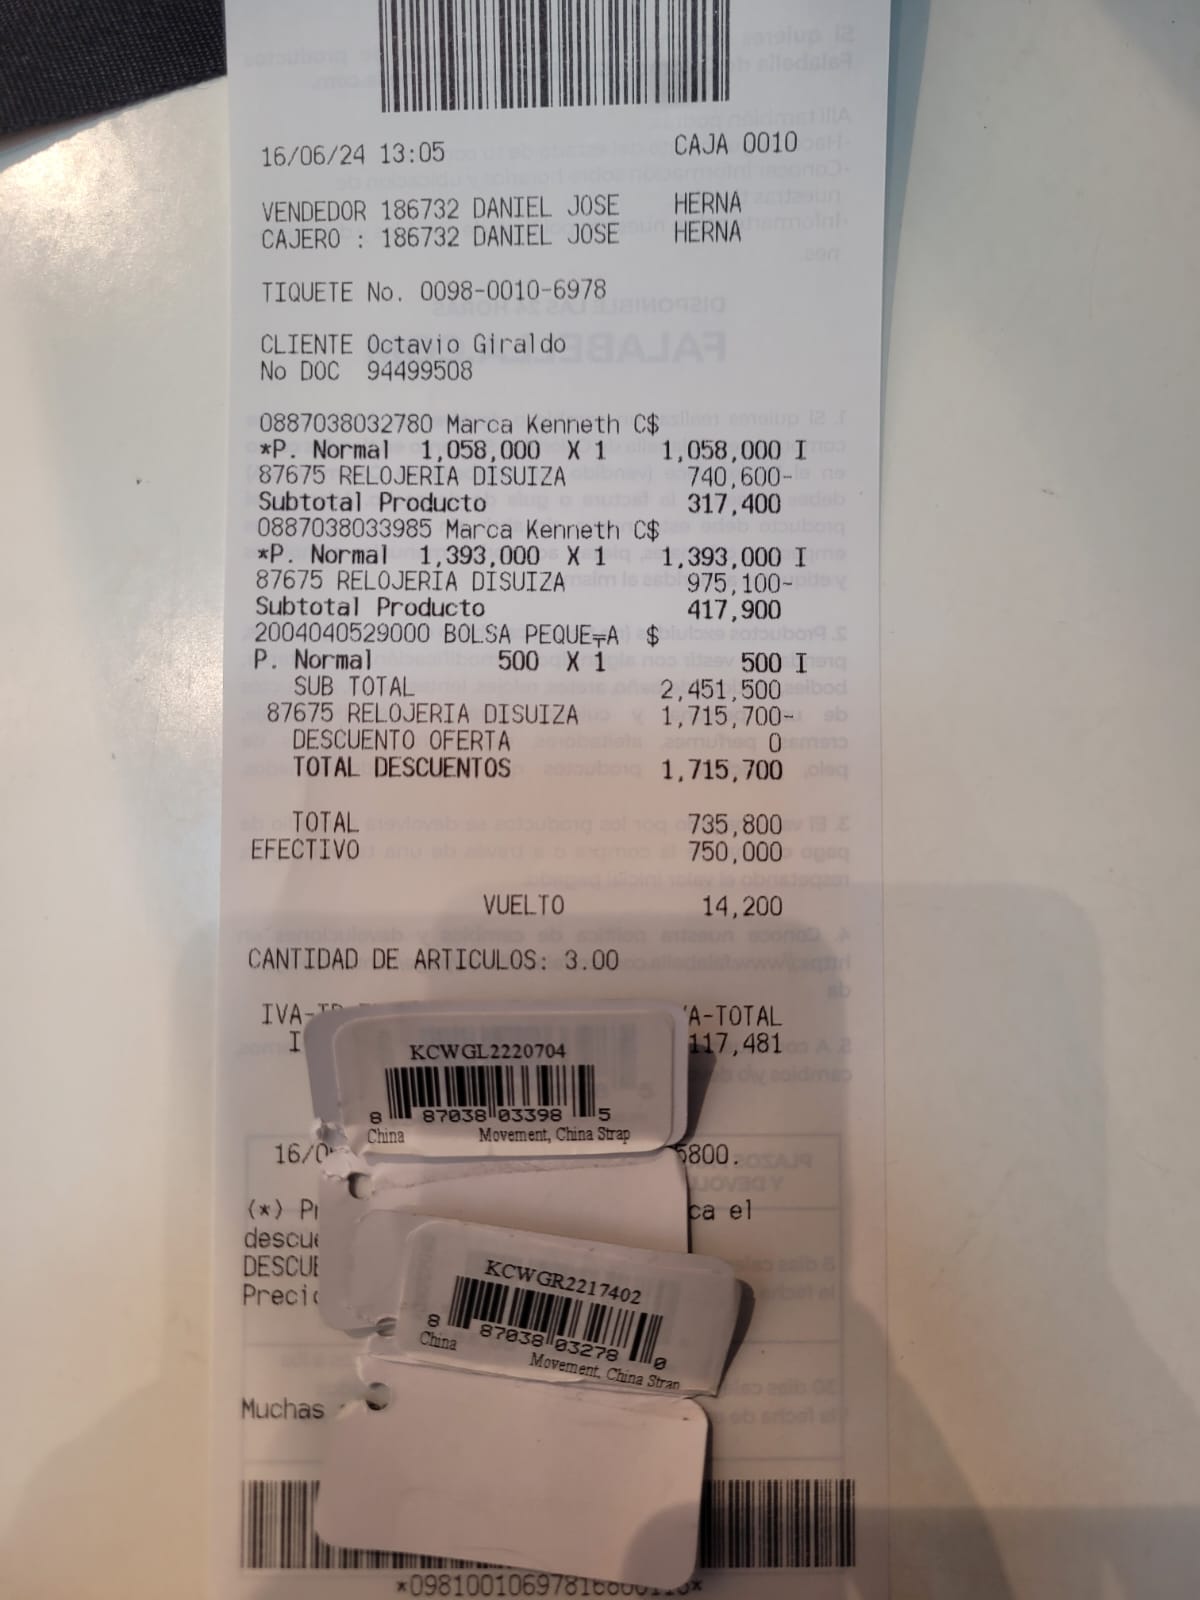 16/06/24 13:05 CAJA 0010
VENDEDOR 186732 DANIEL JOSE HERNA
CAJERO : 186732 DANIEL JOSE HERNA
TIQUETE No. 0098-0010-6978
CLIENTE Octavio Giraldo
No DOC 94499508
0887038032780 Marca Kenneth C$
*P. Normal 1,058,000 X 1 1,058,000 I
87675 RELOJERIA DISUIZA 740,600-
Subtotal Producto 317,400
0887038033985 Marca Kenneth C$
*P. Normal 1,393,000 X 1 1,393,000 I
87675 RELOJERIA DISUIZA 975,100-
Subtotal Producto 417,900
2004040529000 BOLSA PEQUE╤A $
P. Normal 500 X 1 500 I
SUB TOTAL 2,451,500
87675 RELOJERIA DISUIZA 1,715,700-
DESCUENTO OFERTA 0
TOTAL DESCUENTOS 1,715,700
TOTAL 735,800
EFECTIVO 750,000
VUELTO 14,200
CANTIDAD DE ARTICULOS: 3.00
IVA- A-TOTAL
I 117,481
KCWGL2220704
8 87038 03398 5
China Movement, China Strap
16/0 5800.
(*) P ca el
descue
DESCUE
Preci
KCWGR2217402
8 87038 03278 0
China Movement, China Strap
Muchas